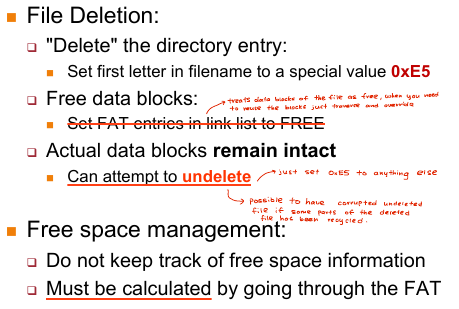 File Deletion:
"Delete" the directory entry:
Set first letter in filename to a special value 0xE5
Free data blocks:
treats data blocks of the file as free, when you need
to reuse the blocks just traverse and override
Set FAT entries in link list to FREE
Actual data blocks remain intact
Can attempt to undelete
just set 0xE5 to anything else
possible to have corrupted undeleted
file if some parts of the deleted
file has been recycled.
Free space management:
Do not keep track of free space information
Must be calculated by going through the FAT